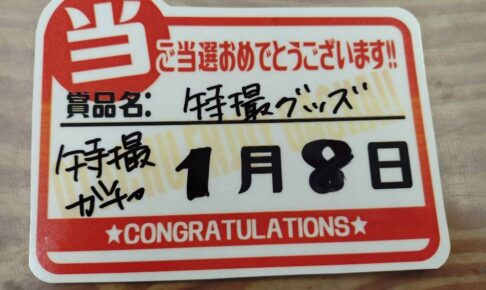 当
ご当選おめでとうございます!!
賞品名: 特撮グッズ
特撮
ガチャ
1月8日
★CONGRATULATIONS★